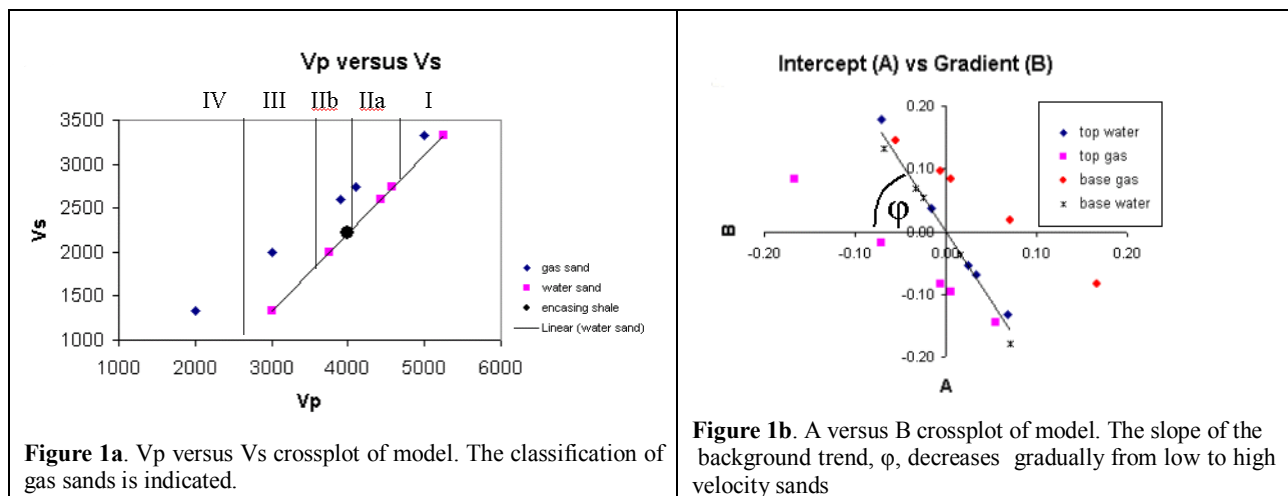 Vp versus Vs
IV III IIb IIa I
3500
3000
2500
2000
1500
1000
Vs
1000 2000 3000 4000 5000 6000
Vp
gas sand
water sand
encasing shale
Linear (water sand)
Figure 1a. Vp versus Vs crossplot of model. The classification of
gas sands is indicated.
Intercept (A) vs Gradient (B)
0.20
0.10
0.00
-0.10
-0.20
B
-0.20 -0.10 0.00 0.10 0.20
A
φ
top water
top gas
base gas
base water
Figure 1b. A versus B crossplot of model. The slope of the
background trend, φ, decreases gradually from low to high
velocity sands